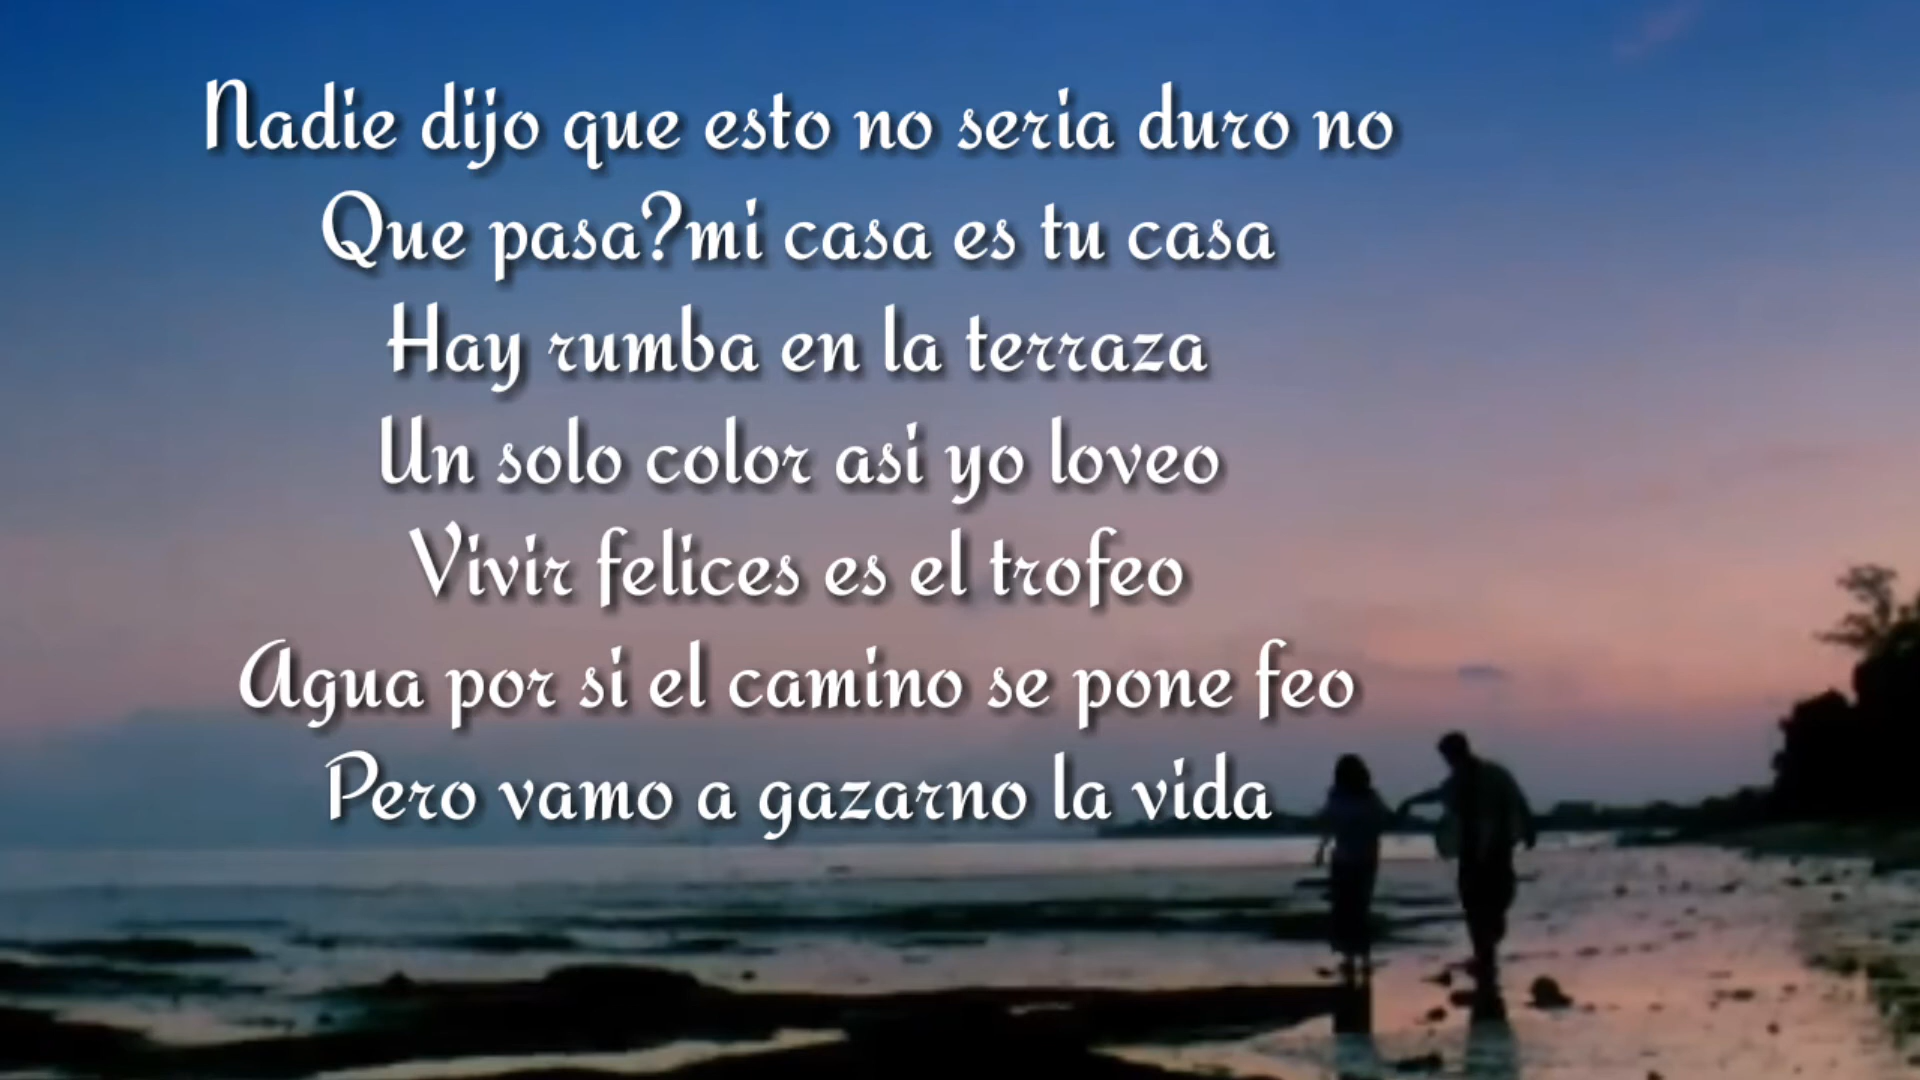 Nadie dijo que esto no seria duro no
Que pasa?mi casa es tu casa
Hay rumba en la terraza
Un solo color asi yo loveo
Vivir felices es el trofeo
Agua por si el camino se pone feo
Pero vamo a gazarno la vida